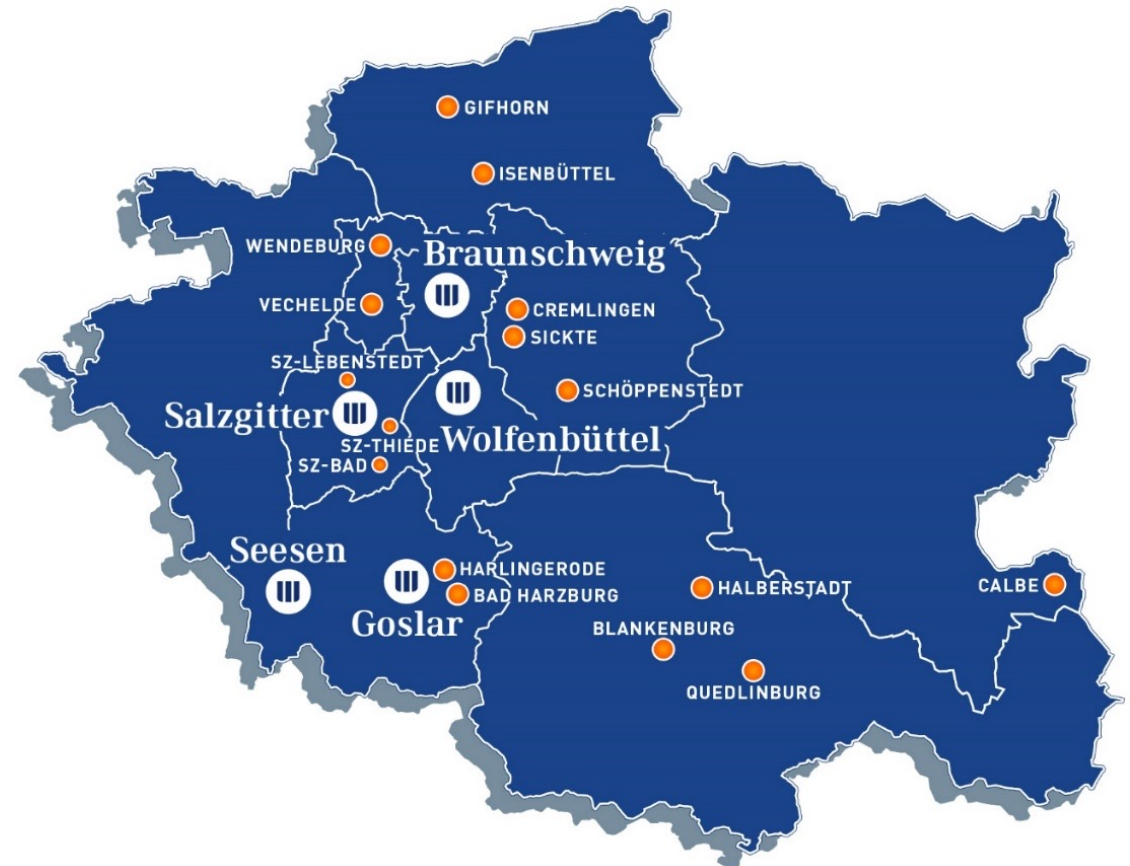 GIFHORN
ISENBÜTTEL
WENDEBURG
Braunschweig
VECHELDE
CREMLINGEN
SICKTE
SZ-LEBENSTEDT
SCHÖPPENSTEDT
Salzgitter
SZ-THIEDE
Wolfenbüttel
SZ-BAD
Seesen
HARLINGERODE
BAD HARZBURG
Goslar
HALBERSTADT
CALBE
BLANKENBURG
QUEDLINBURG